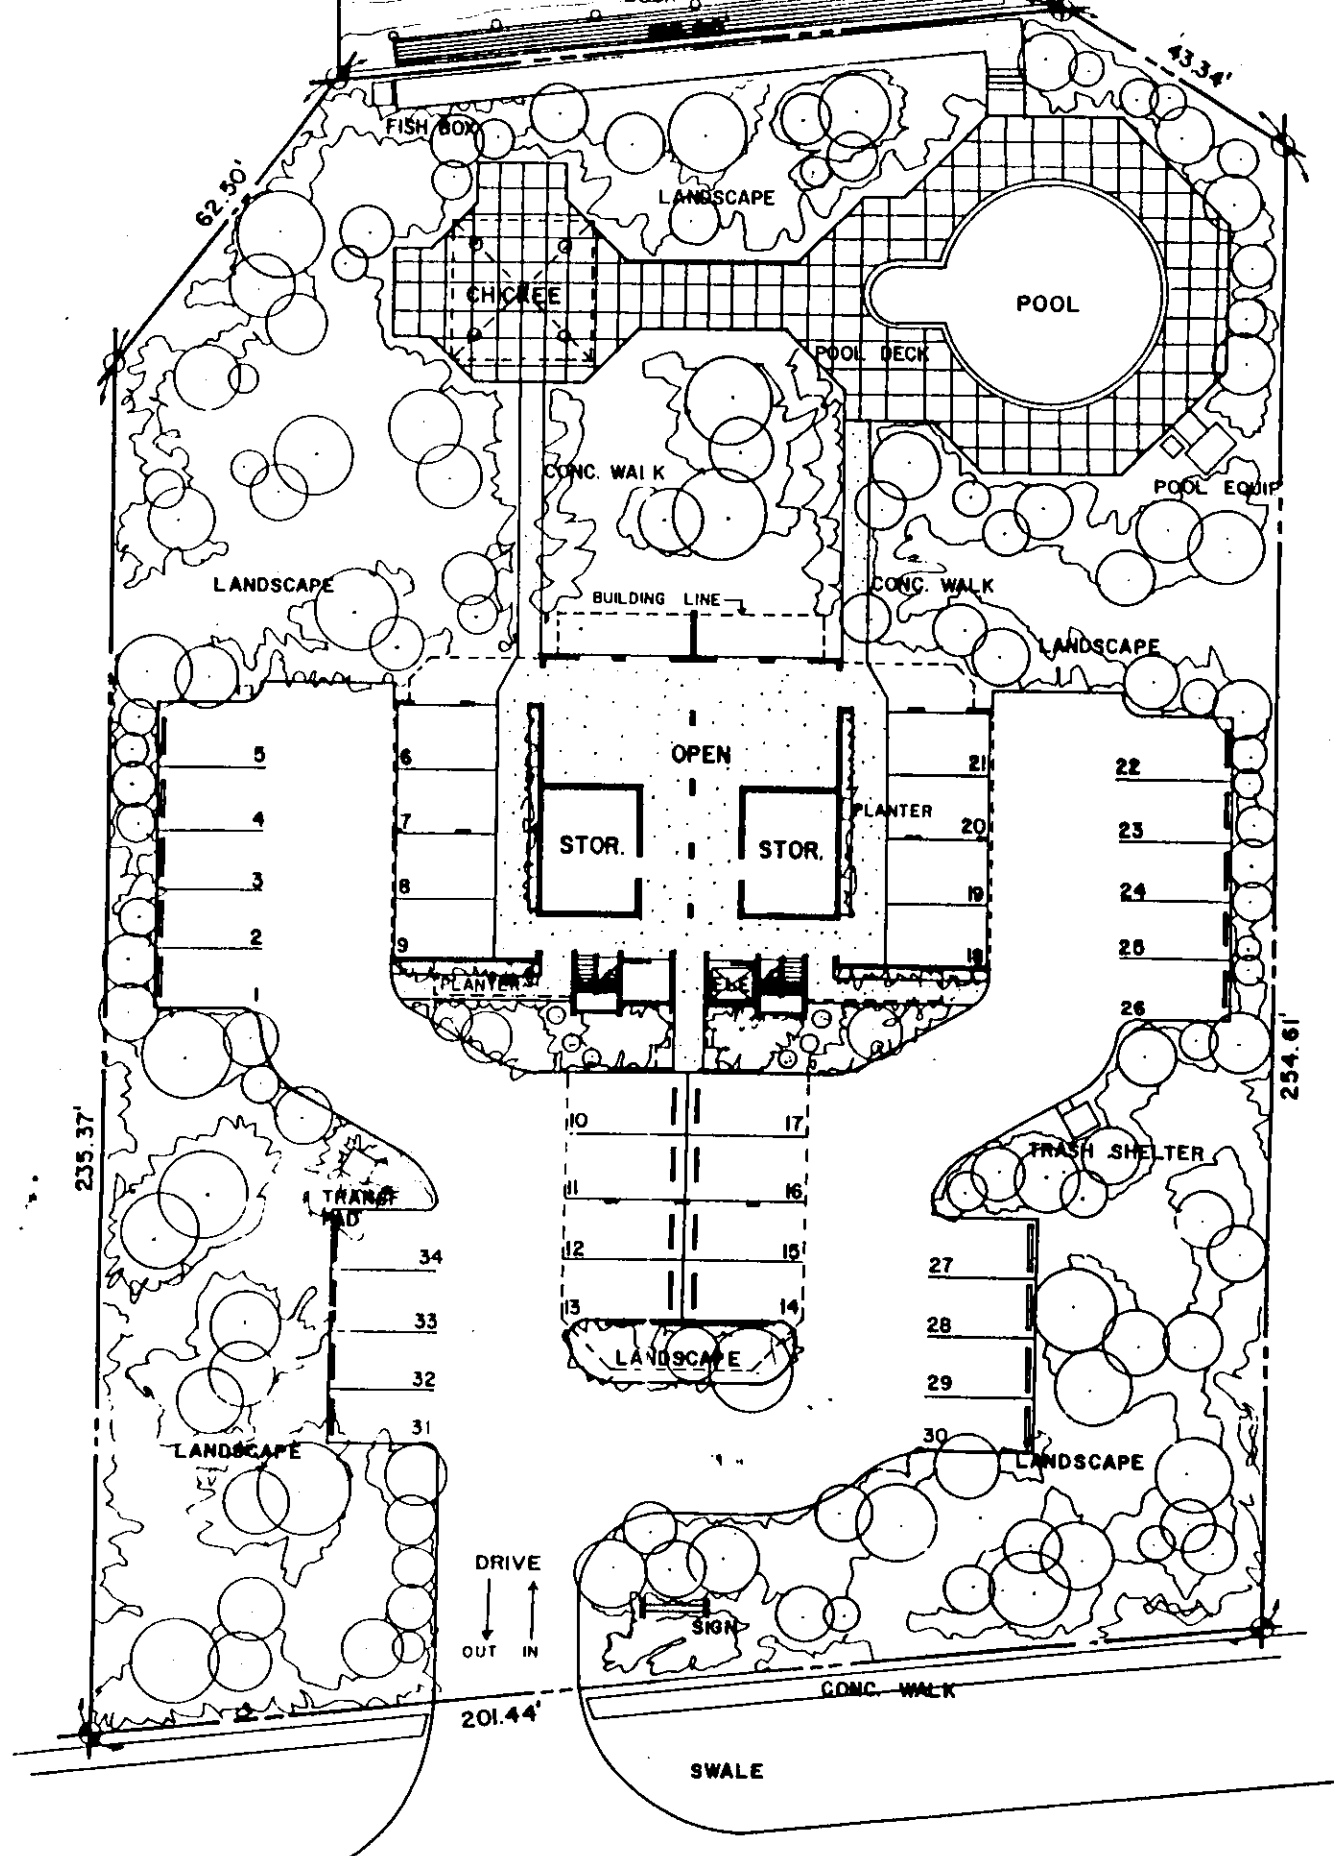 43.34'
FISH BOX
62.50'
LANDSCAPE
CHICKEE
POOL
POOL DECK
CONC. WALK
POOL EQUIP
LANDSCAPE
CONC. WALK
BUILDING LINE
LANDSCAPE
5
6
OPEN
21
22
4
7
PLANTER
20
23
STOR.
STOR.
3
8
19
24
2
9
18
25
PLANTER
ELE
1
26
254.61'
10
17
235.37'
TRASH SHELTER
11
16
TRANSF
PAD
34
12
15
27
33
13
14
28
LANDSCAPE
32
29
31
30
LANDSCAPE
LANDSCAPE
DRIVE
OUT IN
SIGN
CONC. WALK
201.44'
SWALE